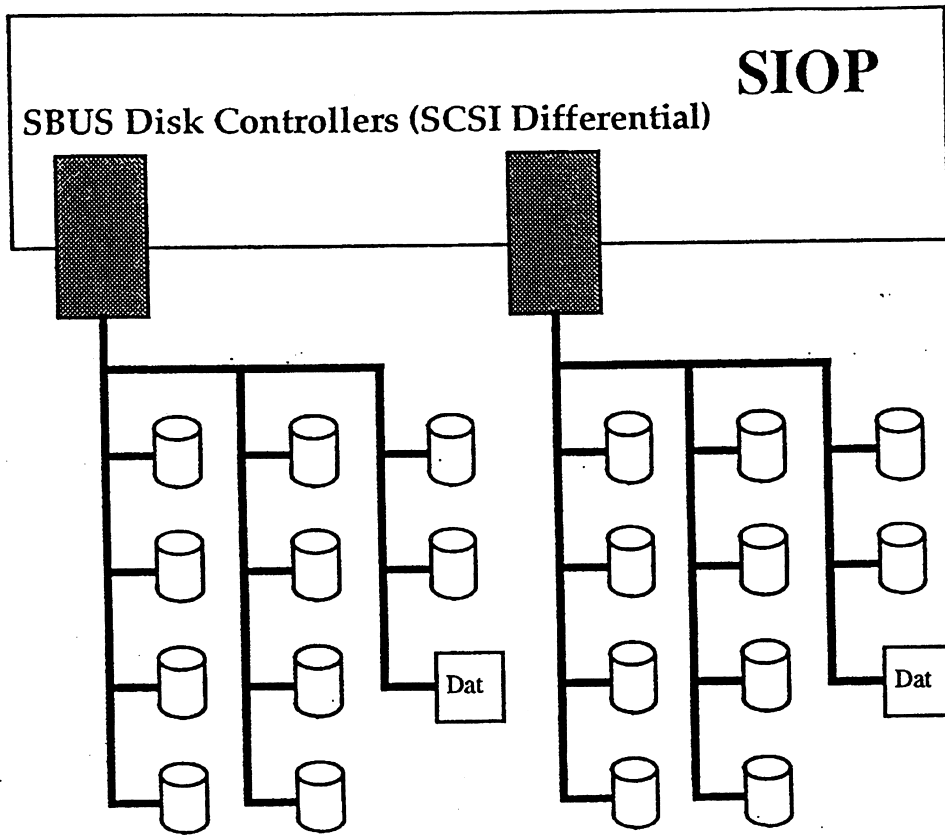 SIOP
SBUS Disk Controllers (SCSI Differential)
Dat
Dat